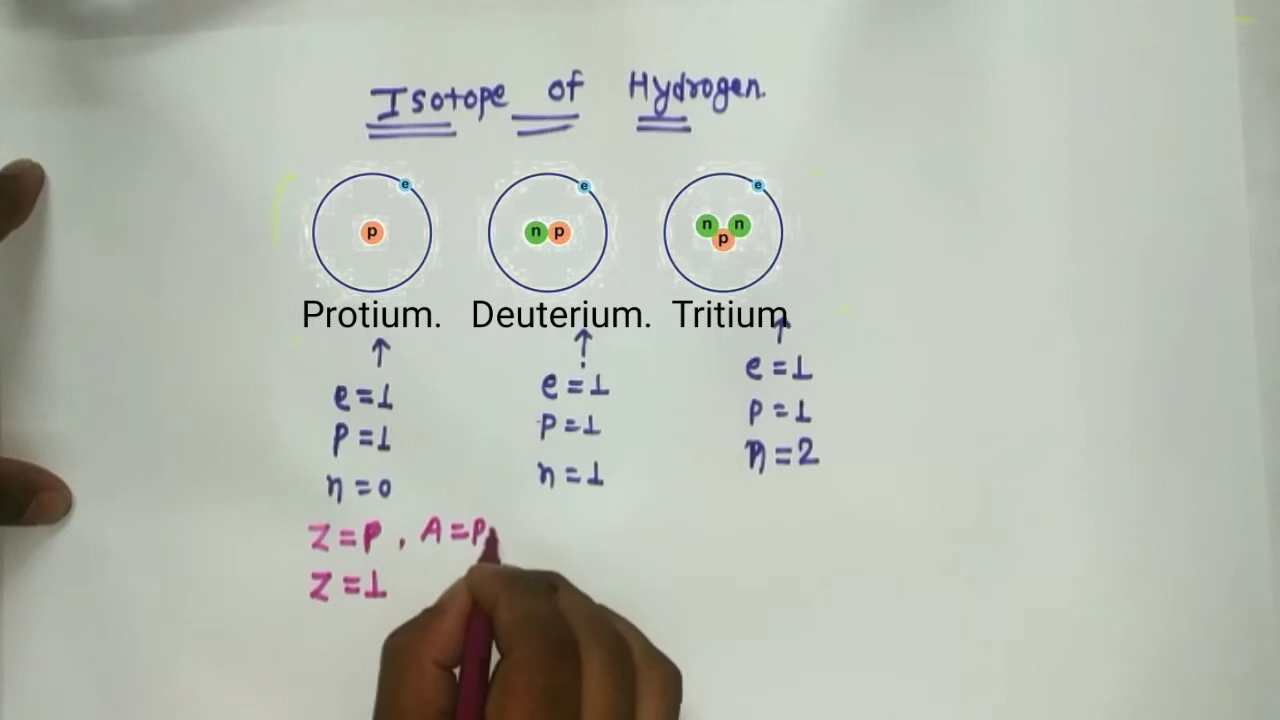 Isotope of Hydrogen.
e e e
p n p n n p
Protium. Deuterium. Tritium
e = 1 e = 1 e = 1
p = 1 p = 1 p = 1
n = 0 n = 1 n = 2
Z = P , A = P
Z = 1